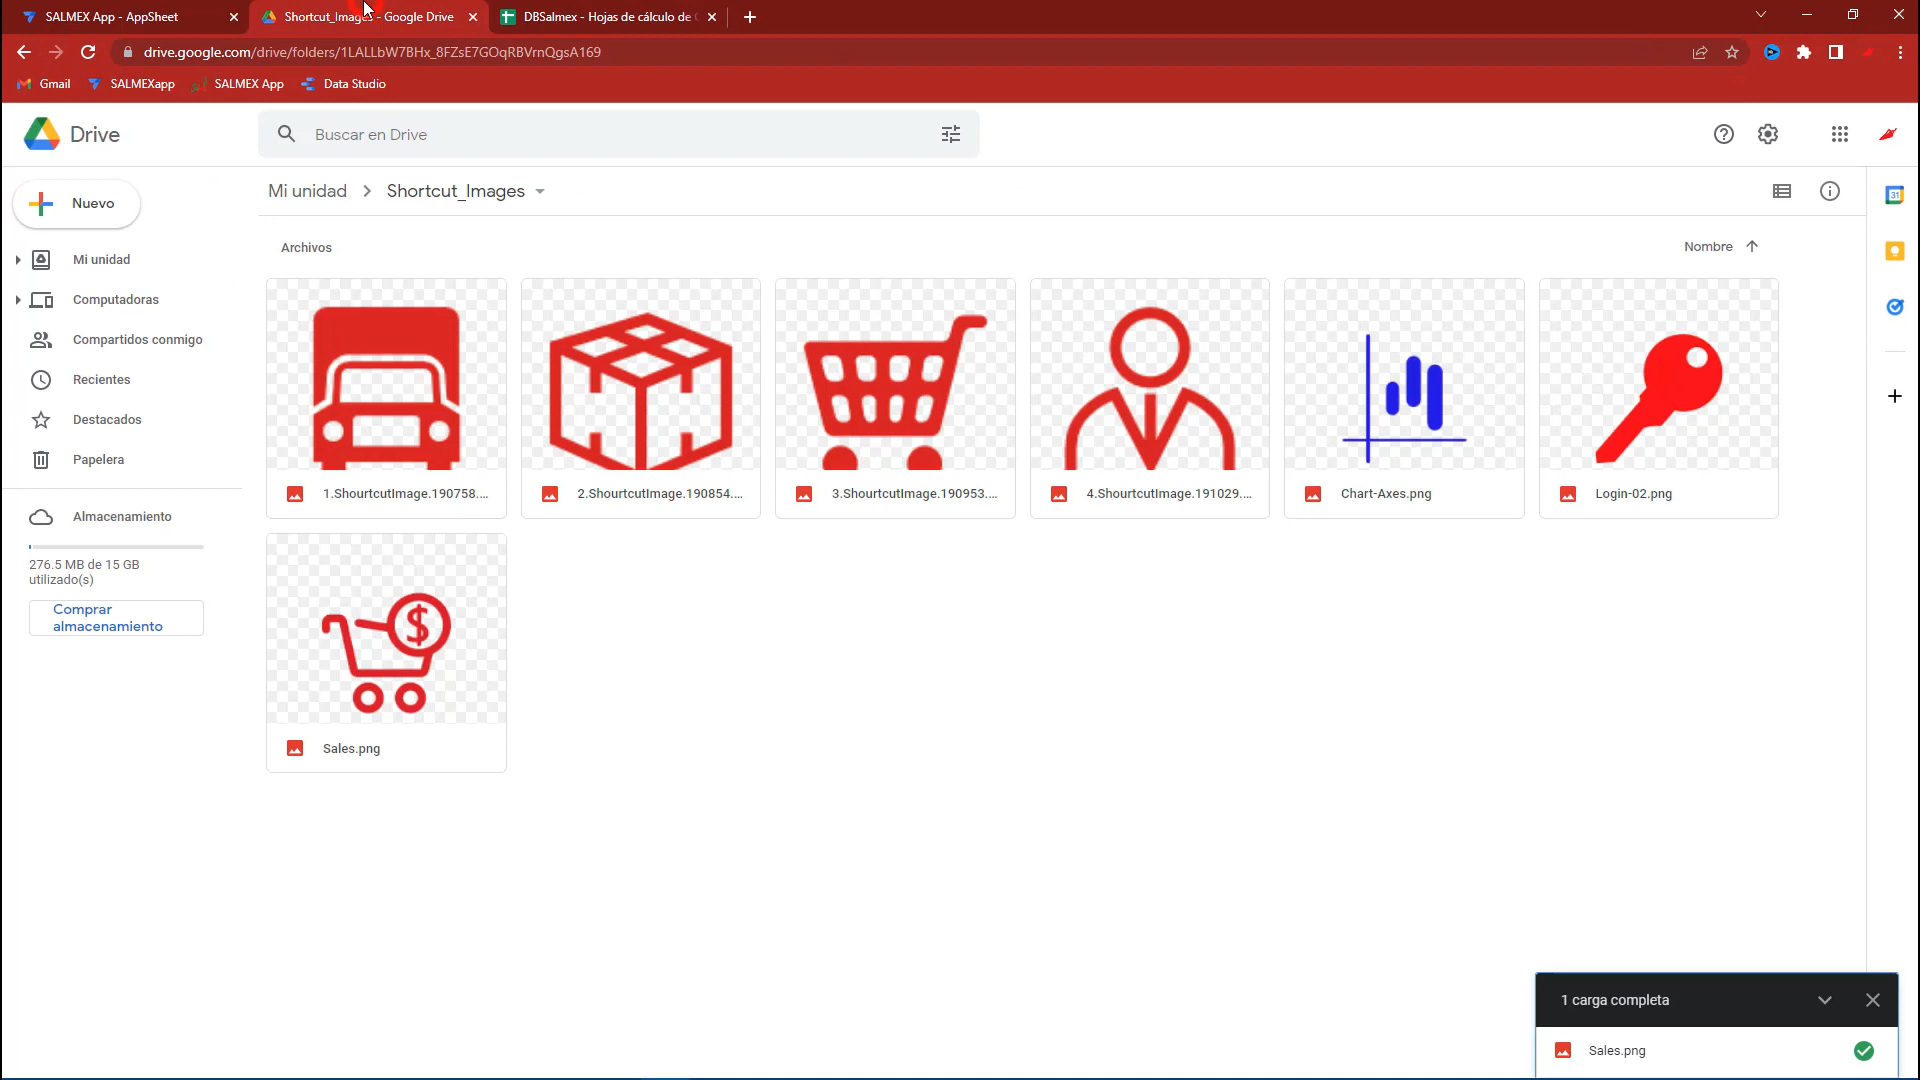 SALMEX App - AppSheet
Shortcut_Images - Google Drive
DBSalmex - Hojas de cálculo de
drive.google.com/drive/folders/1LALLbW7BHx_8FZsE7GOqRBVrnQgsA169
Gmail
SALMEXapp
SALMEX App
Data Studio
Drive
Buscar en Drive
Nuevo
Mi unidad > Shortcut_Images
Archivos
Nombre
Mi unidad
Computadoras
Compartidos conmigo
Recientes
Destacados
Papelera
Almacenamiento
276.5 MB de 15 GB
utilizado(s)
Comprar
almacenamiento
31
1.ShourtcutImage.190758....
2.ShourtcutImage.190854....
3.ShourtcutImage.190953....
4.ShourtcutImage.191029....
Chart-Axes.png
Login-02.png
$
Sales.png
1 carga completa
Sales.png